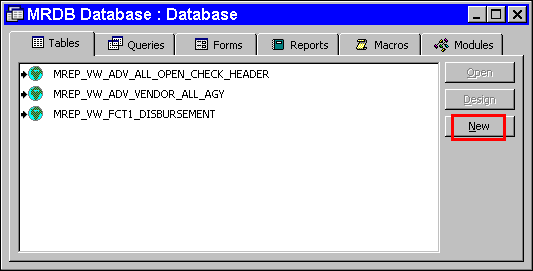 MRDB Database : Database
Tables Queries Forms Reports Macros Modules
MREP_VW_ADV_ALL_OPEN_CHECK_HEADER
MREP_VW_ADV_VENDOR_ALL_AGY
MREP_VW_FCT1_DISBURSEMENT
Open
Design
New